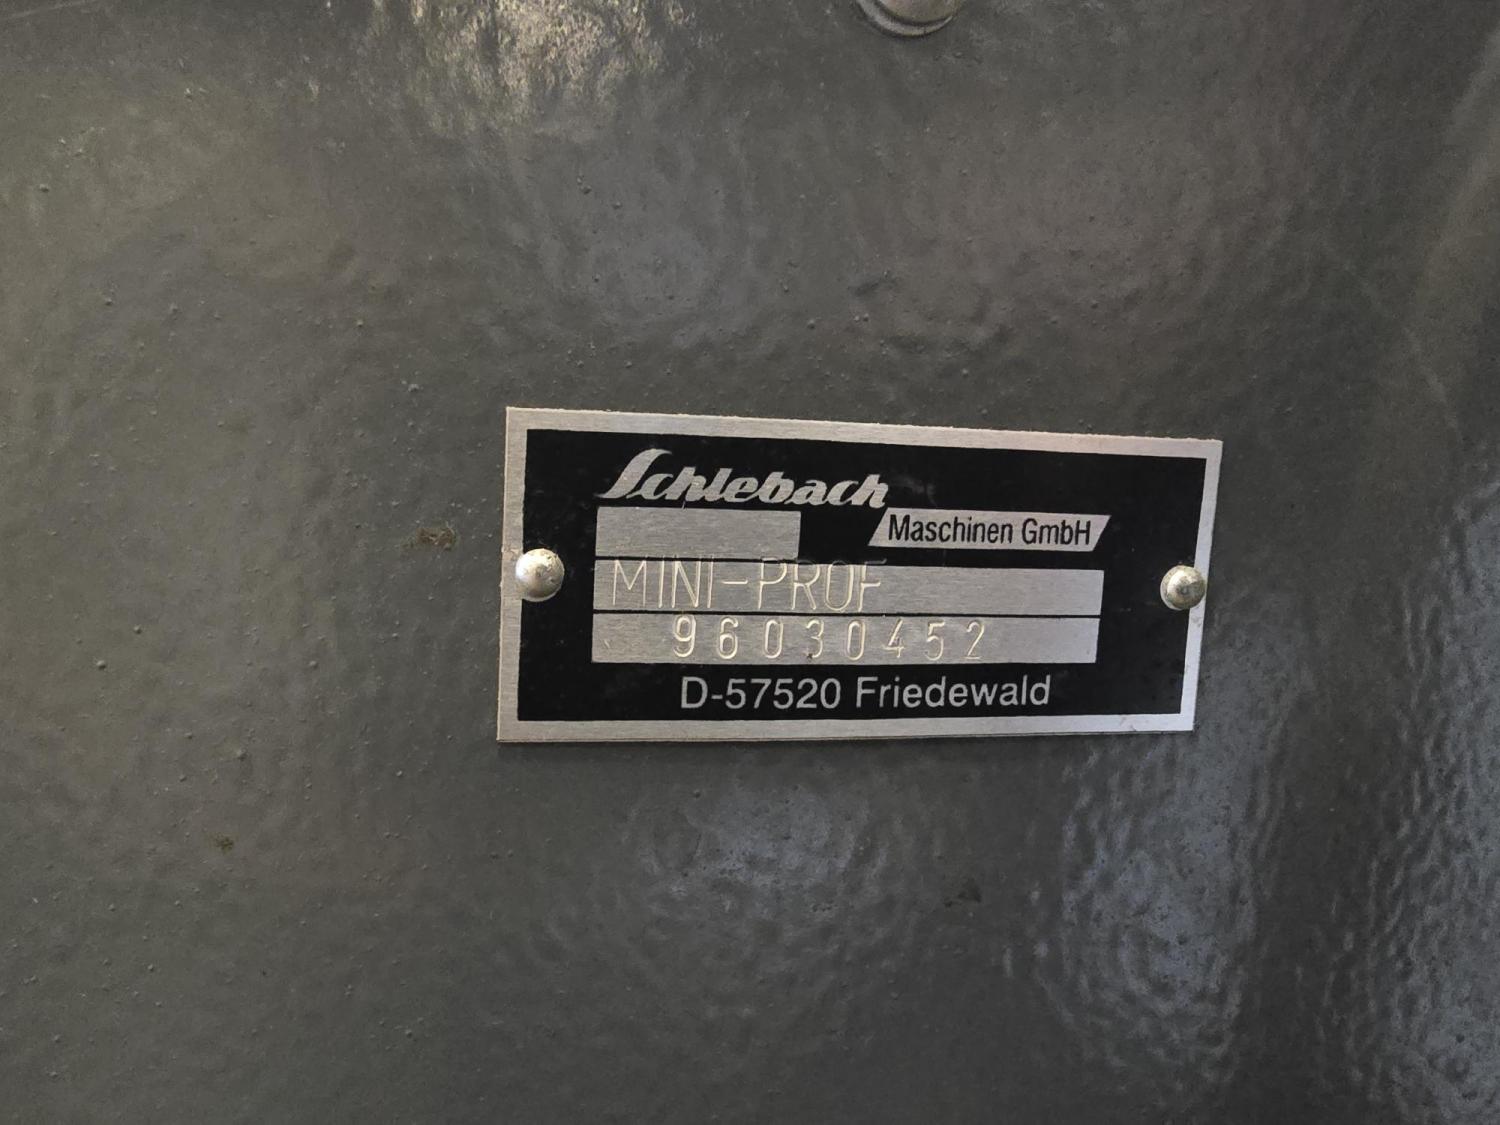 Schlebach
Maschinen GmbH
MINI-PROF
96030452
D-57520 Friedewald